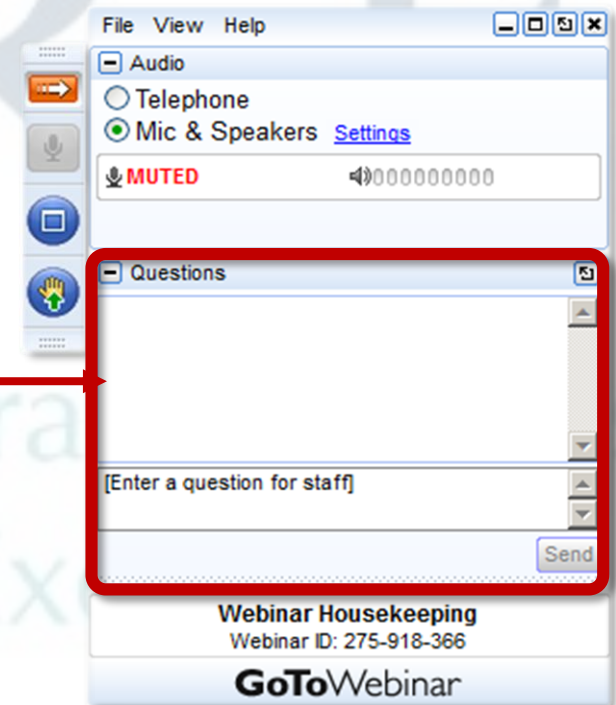 File View Help
Audio
Telephone
Mic & Speakers Settings
MUTED 000000000
Questions
[Enter a question for staff]
Send
Webinar Housekeeping
Webinar ID: 275-918-366
GoToWebinar